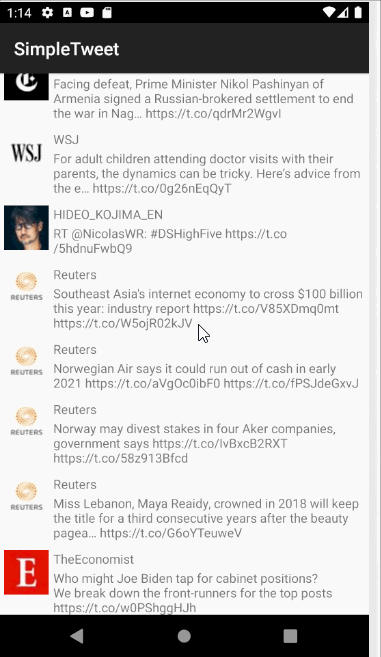 1:14
SimpleTweet
Facing defeat, Prime Minister Nikol Pashinyan of
Armenia signed a Russian-brokered settlement to end
the war in Nag... https://t.co/qdrMr2WgvI
WSJ
WSJ
For adult children attending doctor visits with their
parents, the dynamics can be tricky. Here's advice from
the e... https://t.co/0g26nEqQyT
HIDEO_KOJIMA_EN
RT @NicolasWR: #DSHighFive https://t.co
/5hdnuFwbQ9
REUTERS
Reuters
Southeast Asia's internet economy to cross $100 billion
this year: industry report https://t.co/V85XDmq0mt
https://t.co/W5ojR02kJV
REUTERS
Reuters
Norwegian Air says it could run out of cash in early
2021 https://t.co/aVgOc0ibF0 https://t.co/fPSJdeGxvJ
REUTERS
Reuters
Norway may divest stakes in four Aker companies,
government says https://t.co/IvBxcB2RXT
https://t.co/58z913Bfcd
REUTERS
Reuters
Miss Lebanon, Maya Reaidy, crowned in 2018 will keep
the title for a third consecutive years after the beauty
pagea... https://t.co/G6oYTeuweV
E
TheEconomist
Who might Joe Biden tap for cabinet positions?
We break down the front-runners for the top posts
https://t.co/w0PShggHJh